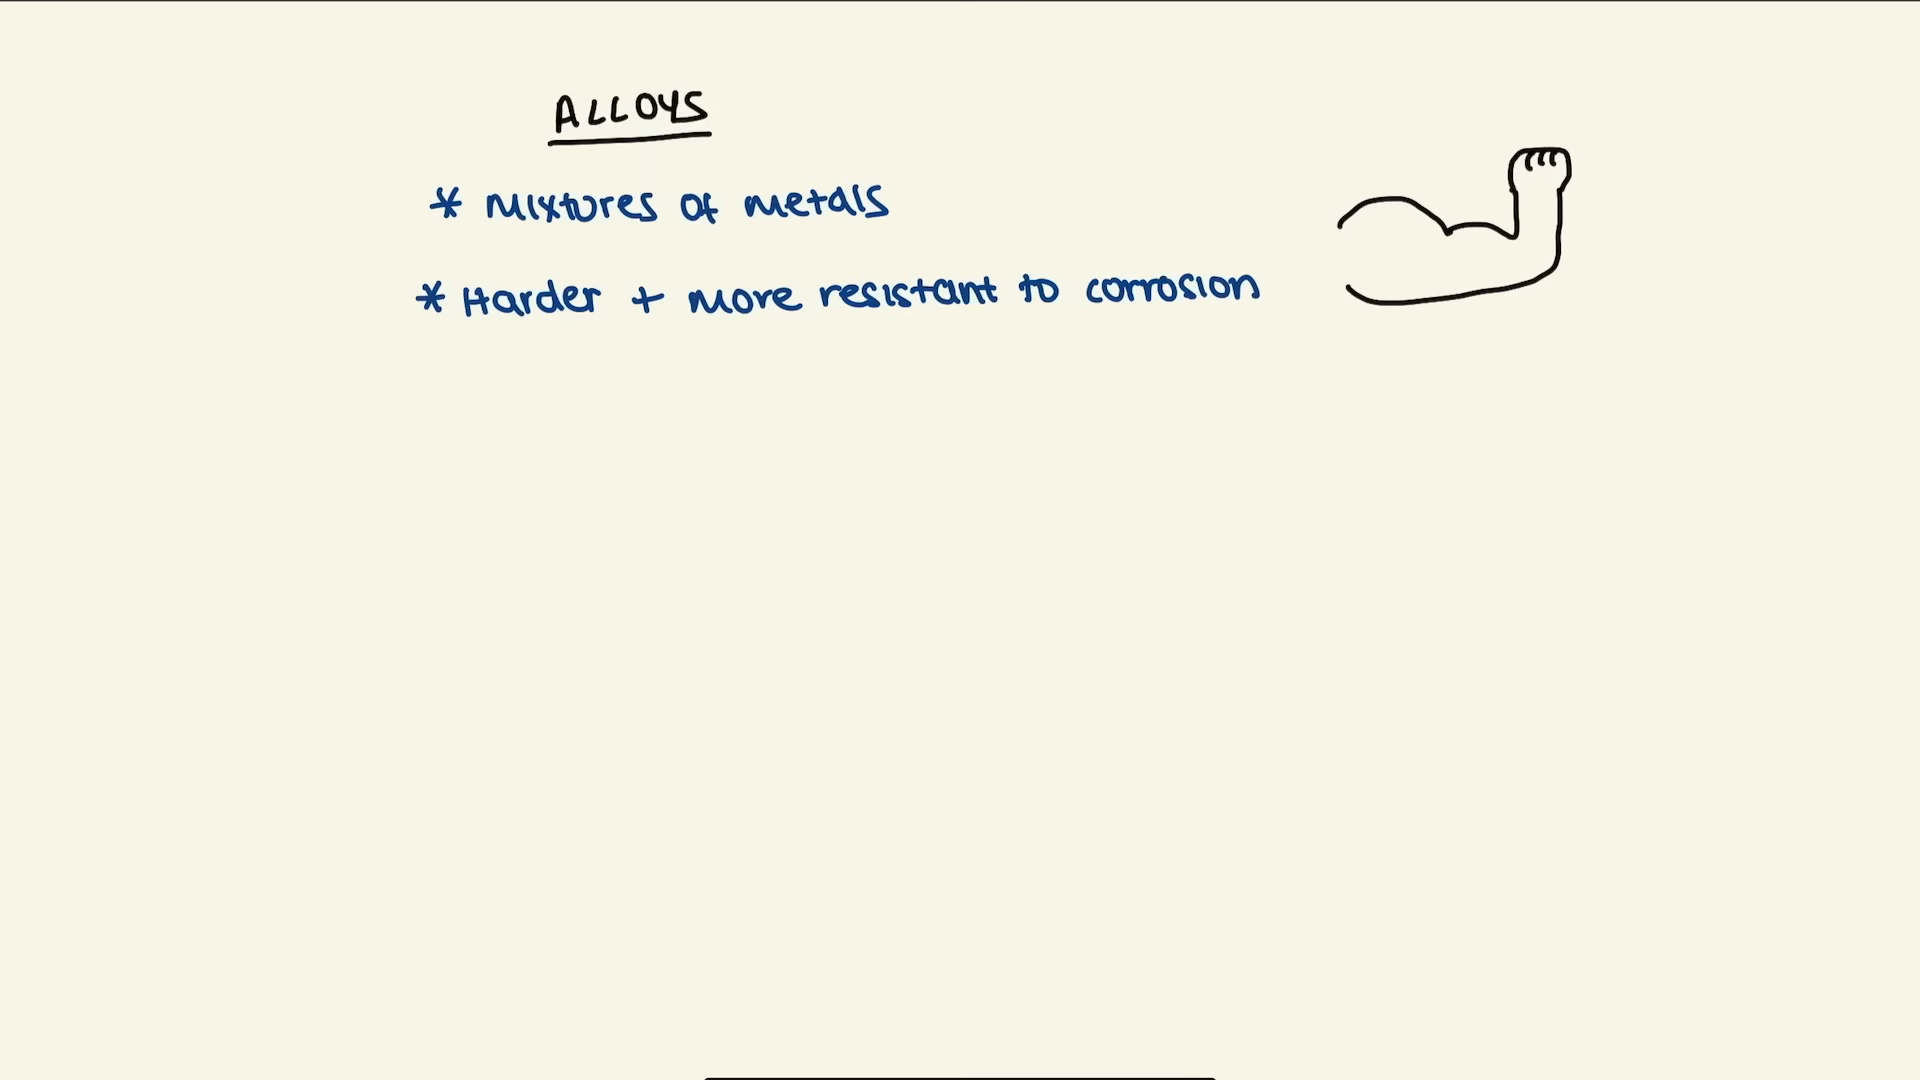 ALLOYS
* Mixtures of metals
* Harder + more resistant to corrosion